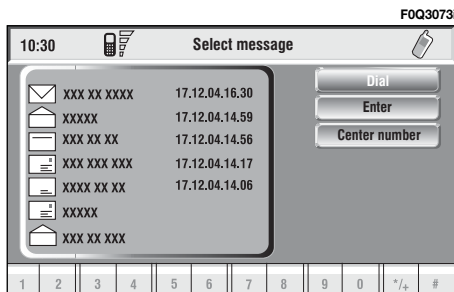 F0Q3073i
10:30 Select message
XXX XX XXXX 17.12.04.16.30
XXXXX 17.12.04.14.59
XXX XX XX 17.12.04.14.56
XXX XXX XXX 17.12.04.14.17
XXXX XX XX 17.12.04.14.06
XXXXX
XXX XX XXX
Dial
Enter
Center number
1 2 3 4 5 6 7 8 9 0 */+ #